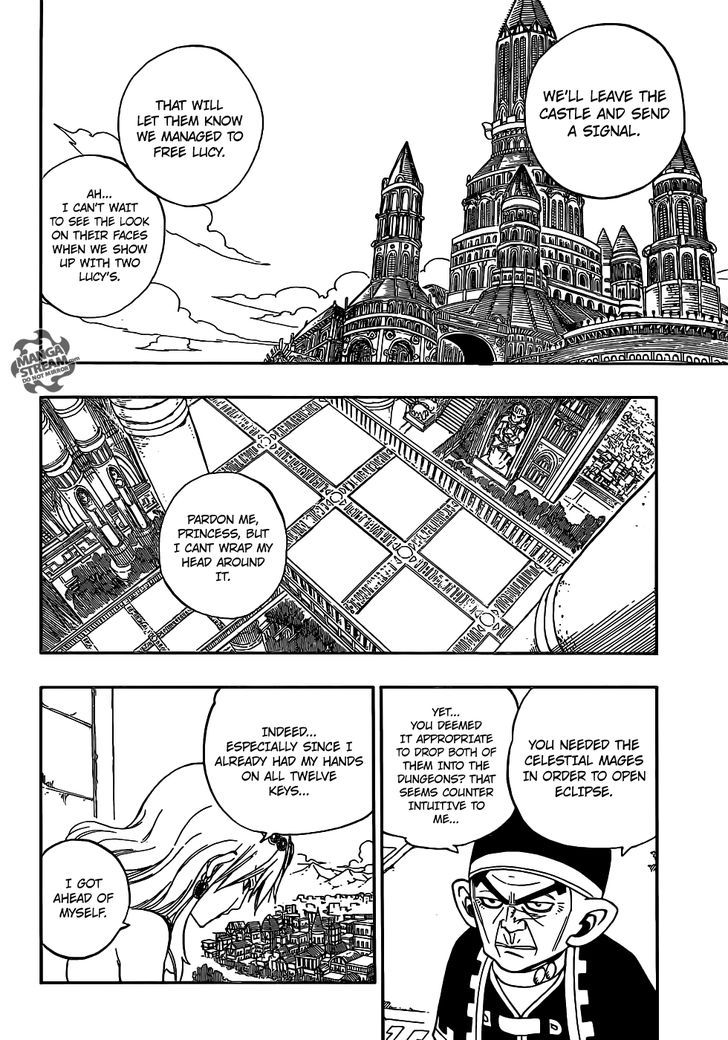 WE'LL LEAVE THE
CASTLE AND SEND
A SIGNAL.
THAT WILL
LET THEM KNOW
WE MANAGED TO
FREE LUCY.
AH...
I CAN'T WAIT
TO SEE THE LOOK
ON THEIR FACES
WHEN WE SHOW
UP WITH TWO
LUCY'S.
MANGA
STREAM.com
DO NOT MIRROR
PARDON ME,
PRINCESS, BUT
I CANT WRAP MY
HEAD AROUND
IT.
YOU NEEDED THE
CELESTIAL MAGES
IN ORDER TO OPEN
ECLIPSE.
YET...
YOU DEEMED
IT APPROPRIATE
TO DROP BOTH OF
THEM INTO THE
DUNGEONS? THAT
SEEMS COUNTER
INTUITIVE TO
ME...
INDEED...
ESPECIALLY SINCE I
ALREADY HAD MY HANDS
ON ALL TWELVE
KEYS...
I GOT
AHEAD OF
MYSELF.